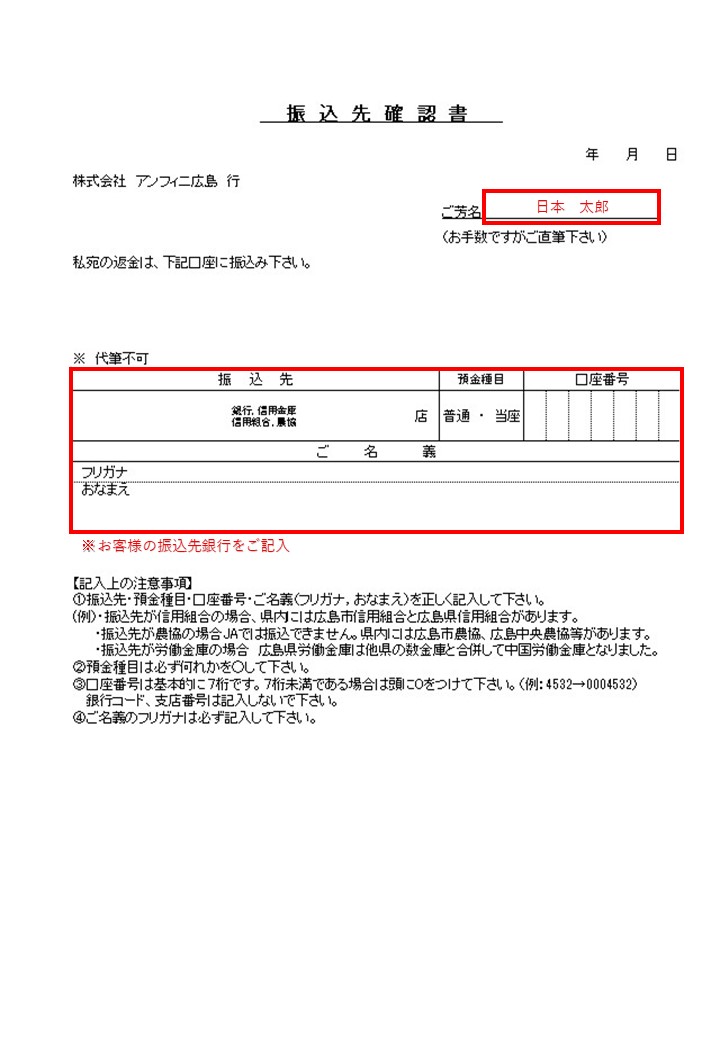 振 込 先 確 認 書
年 月 日
株式会社 アンフィニ広島 行
ご芳名 日本 太郎
(お手数ですがご直筆下さい)
私宛の返金は、下記口座に振込み下さい。
※ 代筆不可
振 込 先 預金種目 口座番号
銀行,信用金庫
信用組合,農協 店 普通 ・ 当座
ご 名 義
フリガナ
おなまえ
※お客様の振込先銀行をご記入
【記入上の注意事項】
①振込先・預金種目・口座番号・ご名義(フリガナ,おなまえ)を正しく記入して下さい。
(例)・振込先が信用組合の場合、県内には広島市信用組合と広島県信用組合があります。
・振込先が農協の場合JAでは振込できません。県内には広島市農協、広島中央農協等があります。
・振込先が労働金庫の場合 広島県労働金庫は他県の数金庫と合併して中国労働金庫となりました。
②預金種目は必ず何れかを○して下さい。
③口座番号は基本的に7桁です。7桁未満である場合は頭に0をつけて下さい。(例:4532→0004532)
銀行コード、支店番号は記入しないで下さい。
④ご名義のフリガナは必ず記入して下さい。